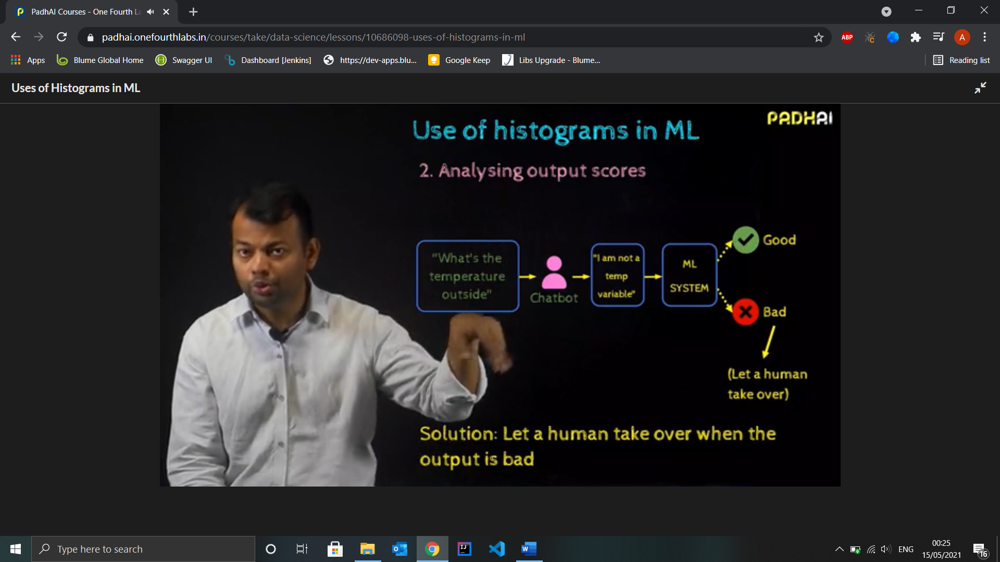 PadhAI Courses - One Fourth La
padhai.onefourthlabs.in/courses/take/data-science/lessons/10686098-uses-of-histograms-in-ml
ABP
A
Apps
Blume Global Home
Swagger UI
Dashboard [Jenkins]
https://dev-apps.blu...
Google Keep
Libs Upgrade - Blume...
Reading list
Uses of Histograms in ML
PADHAI
Use of histograms in ML
2. Analysing output scores
"What's the
temperature
outside"
Chatbot
"I am not a
temp
variable"
ML
SYSTEM
Good
Bad
(Let a human
take over)
Solution: Let a human take over when the
output is bad
Type here to search
ENG
00:25
15/05/2021
16